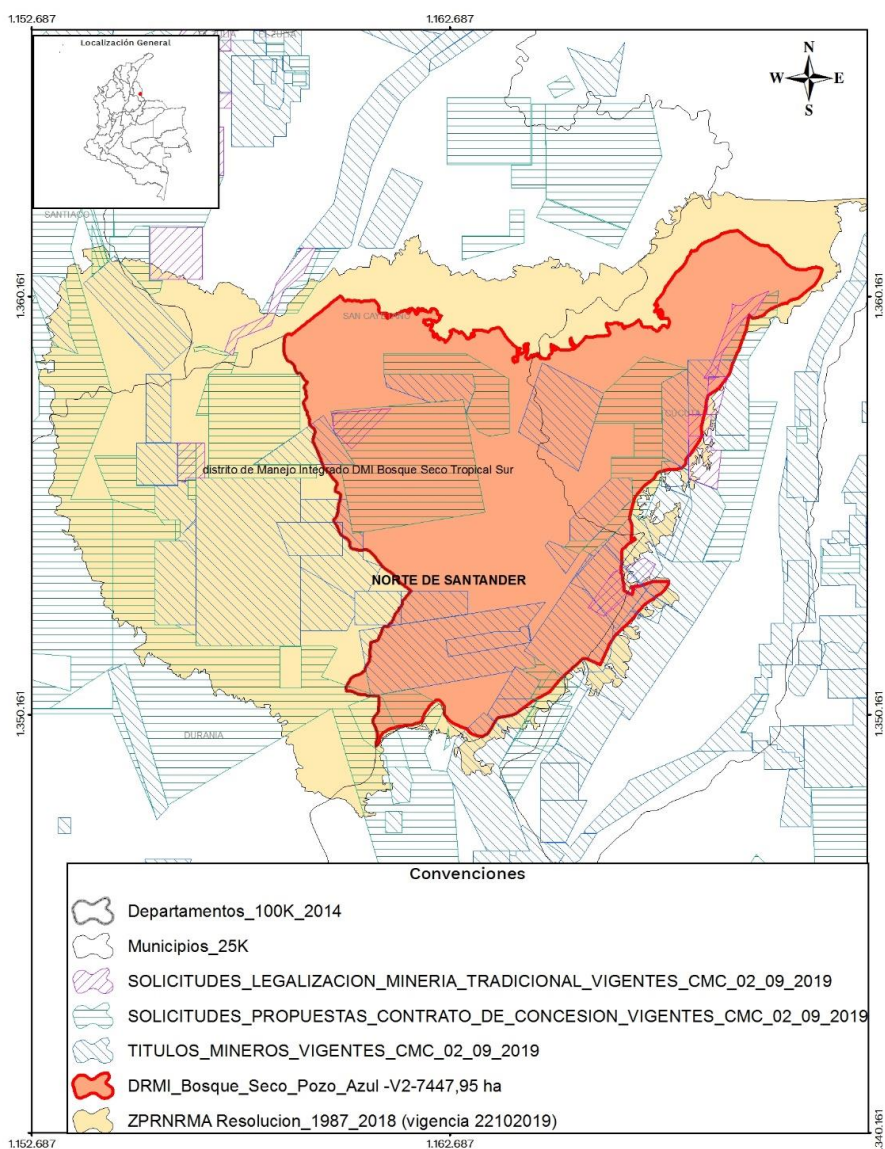 1.152.687
1.162.687
Localización General
EL ZULIA
N
W
E
S
SANTIAGO
1.360.161
1.360.161
SAN CAYETANO
CÚCUTA
distrito de Manejo Integrado DMI Bosque Seco Tropical Sur
NORTE DE SANTANDER
1.350.161
1.350.161
DURANIA
Convenciones
Departamentos_100K_2014
Municipios_25K
SOLICITUDES_LEGALIZACION_MINERIA_TRADICIONAL_VIGENTES_CMC_02_09_2019
SOLICITUDES_PROPUESTAS_CONTRATO_DE_CONCESION_VIGENTES_CMC_02_09_2019
TITULOS_MINEROS_VIGENTES_CMC_02_09_2019
DRMI_Bosque_Seco_Pozo_Azul -V2-7447,95 ha
ZPRNRMA Resolucion_1987_2018 (vigencia 22102019)
.340.161
1.152.687
1.162.687